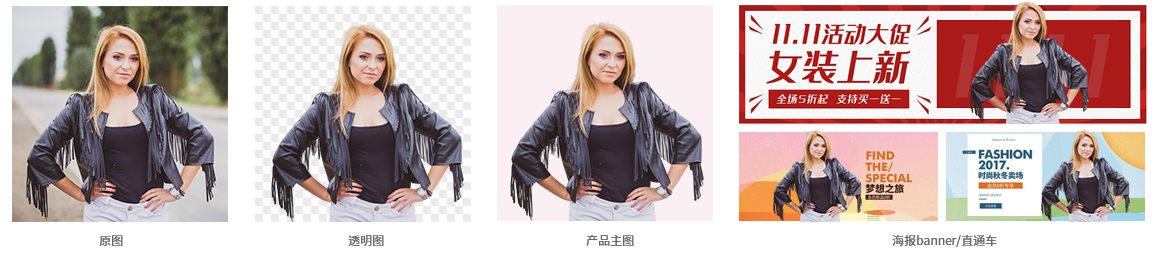 11.11活动大促
女装上新
全场5折起 支持买一送一
FIND
THE/
SPECIAL
梦想之旅
FASHION
2017.
时尚秋冬卖场
原图
透明图
产品主图
海报banner/直通车